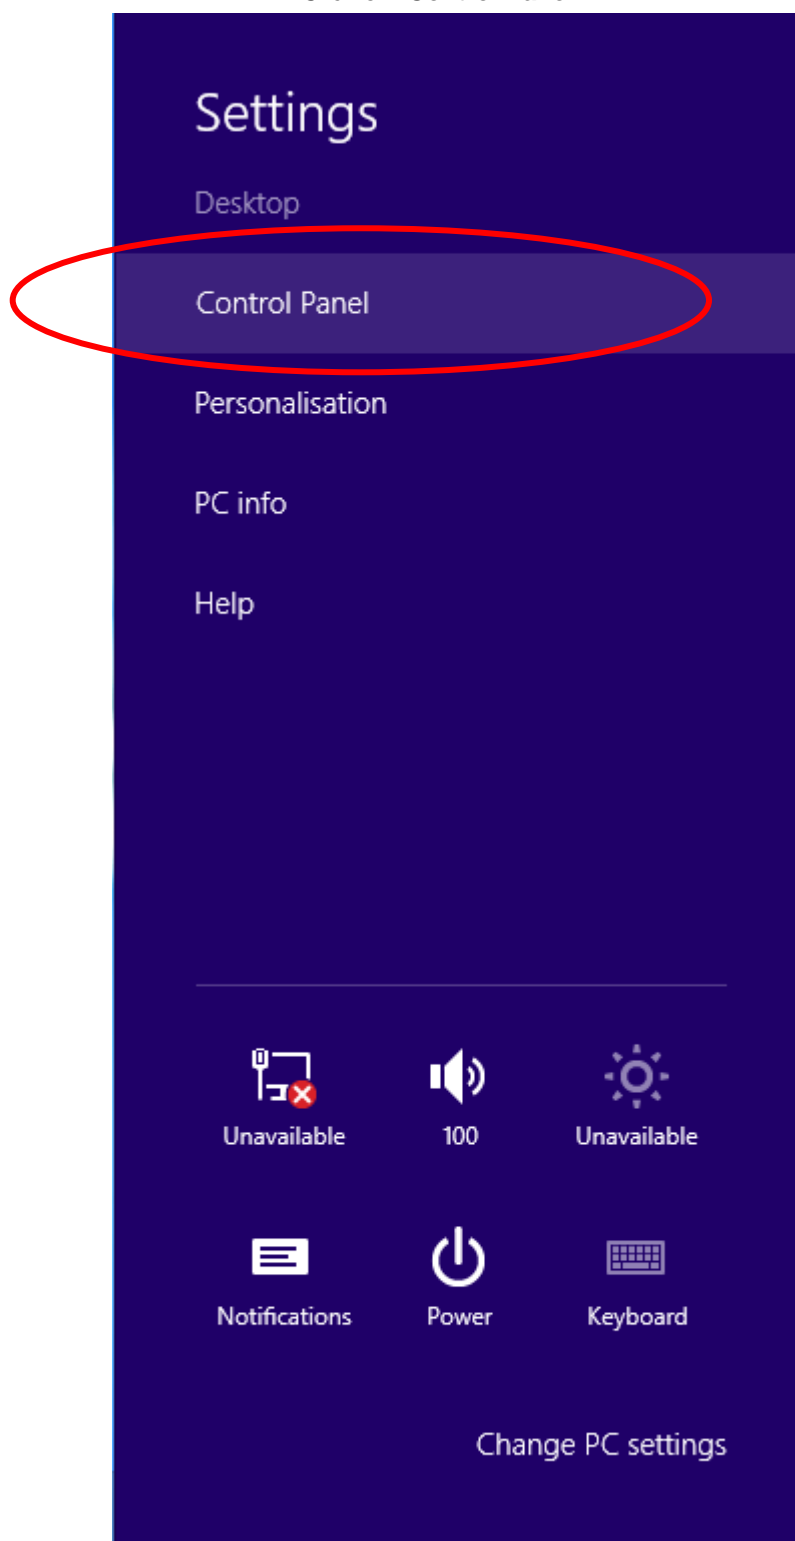 Settings
Desktop
Control Panel
Personalisation
PC info
Help
Unavailable
100
Unavailable
Notifications
Power
Keyboard
Change PC settings